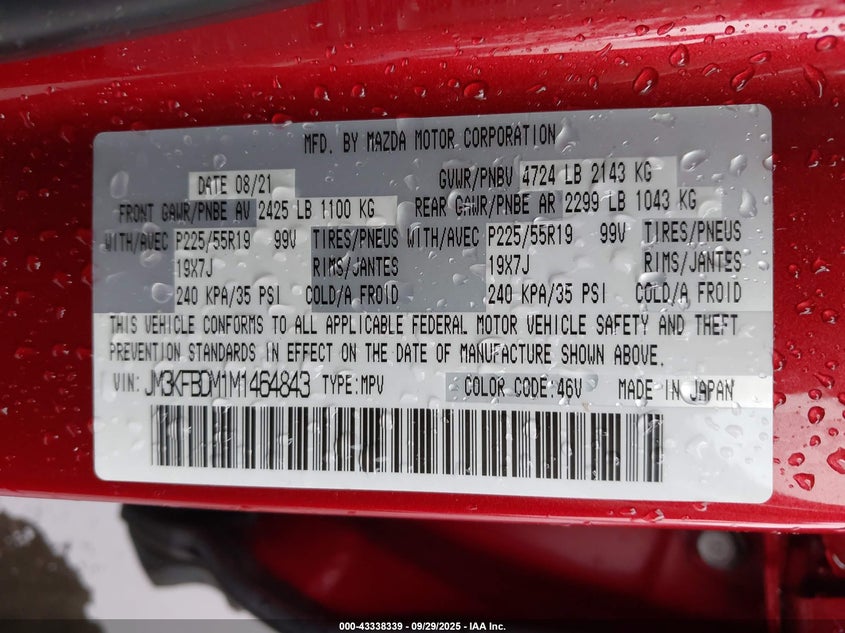 MFD. BY MAZDA MOTOR CORPORATION
DATE 08/21 GVWR/PNBV 4724 LB 2143 KG
FRONT GAWR/PNBE AV 2425 LB 1100 KG REAR GAWR/PNBE AR 2299 LB 1043 KG
WITH/AVEC P225/55R19 99V TIRES/PNEUS WITH/AVEC P225/55R19 99V TIRES/PNEUS
19X7J RIMS/JANTES 19X7J RIMS/JANTES
240 KPA/35 PSI COLD/A FROID 240 KPA/35 PSI COLD/A FROID
THIS VEHICLE CONFORMS TO ALL APPLICABLE FEDERAL MOTOR VEHICLE SAFETY AND THEFT
PREVENTION STANDARDS IN EFFECT ON THE DATE OF MANUFACTURE SHOWN ABOVE.
VIN: JM3KFBDM1M1464843 TYPE:MPV COLOR CODE:46V MADE IN JAPAN
000-43338339 - 09/29/2025 - IAA Inc.